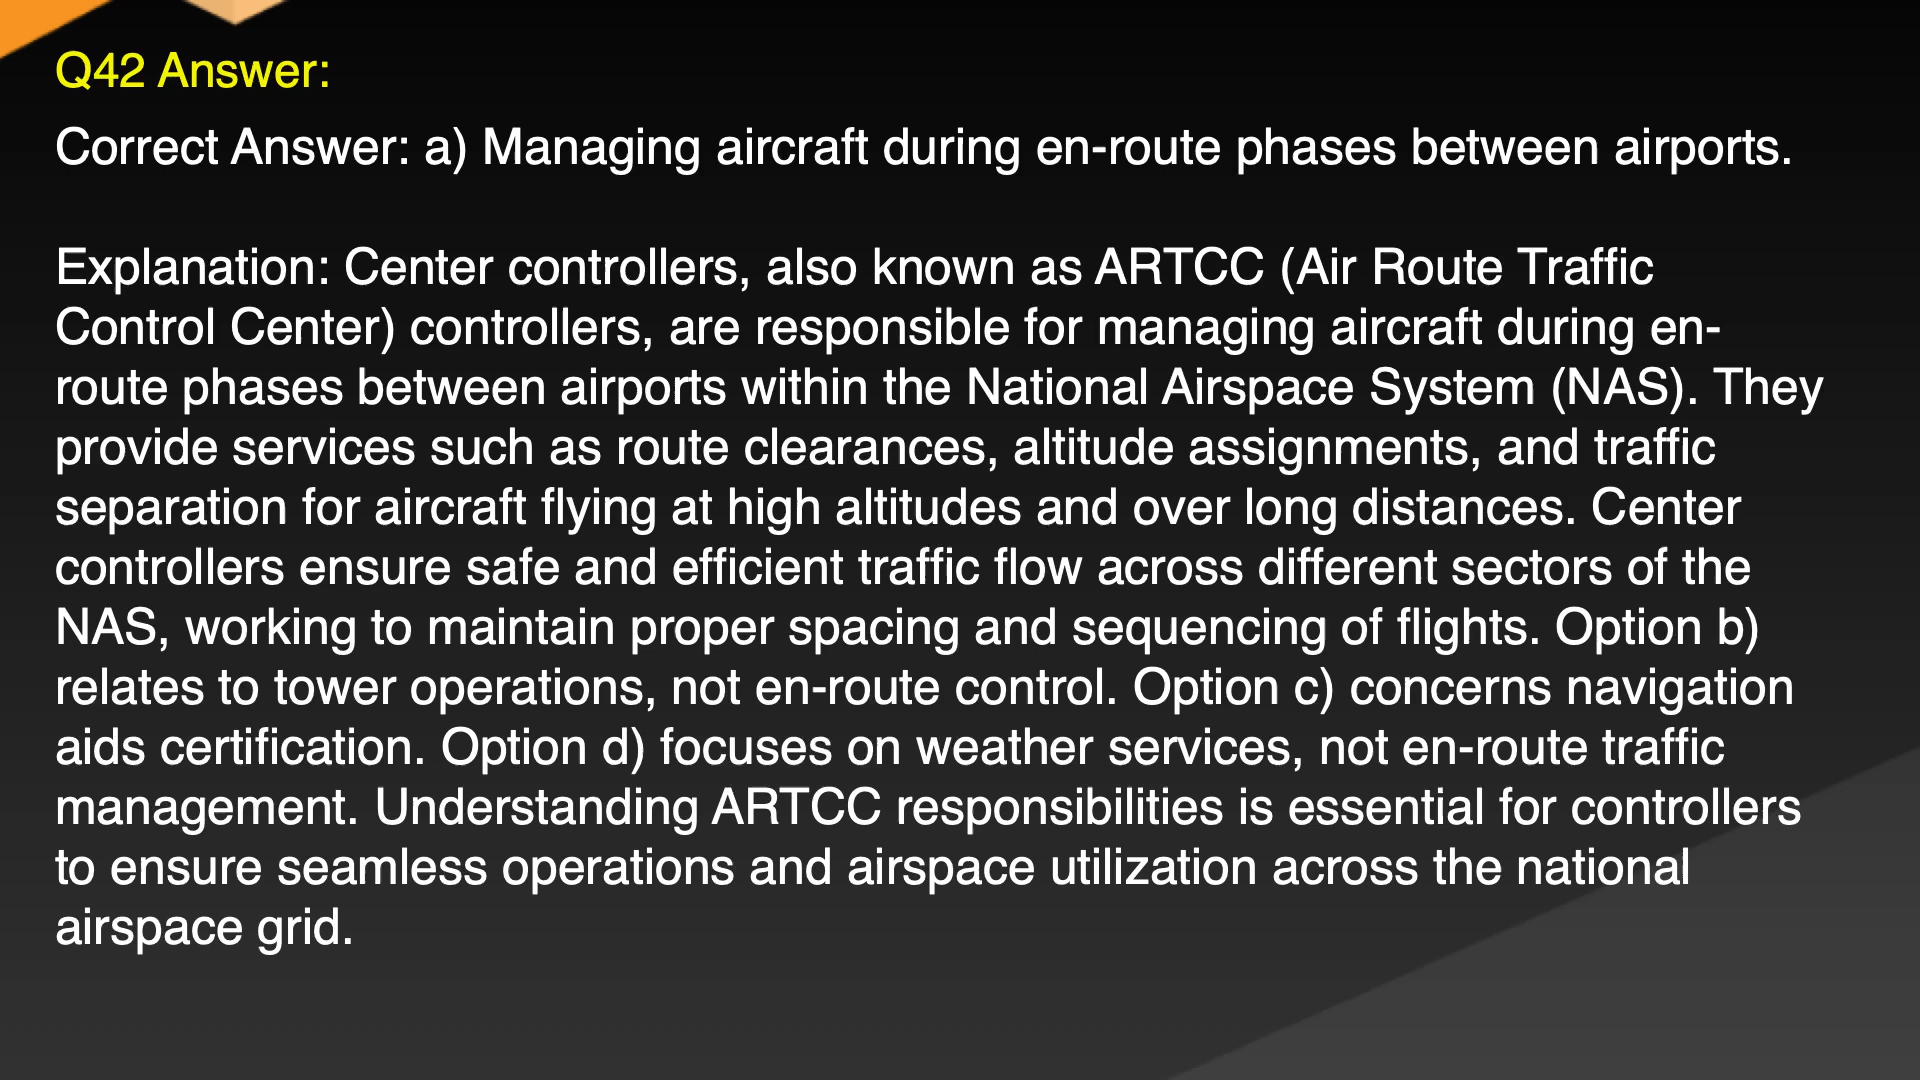 Q42 Answer:
Correct Answer: a) Managing aircraft during en-route phases between airports.
Explanation: Center controllers, also known as ARTCC (Air Route Traffic
Control Center) controllers, are responsible for managing aircraft during en-
route phases between airports within the National Airspace System (NAS). They
provide services such as route clearances, altitude assignments, and traffic
separation for aircraft flying at high altitudes and over long distances. Center
controllers ensure safe and efficient traffic flow across different sectors of the
NAS, working to maintain proper spacing and sequencing of flights. Option b)
relates to tower operations, not en-route control. Option c) concerns navigation
aids certification. Option d) focuses on weather services, not en-route traffic
management. Understanding ARTCC responsibilities is essential for controllers
to ensure seamless operations and airspace utilization across the national
airspace grid.